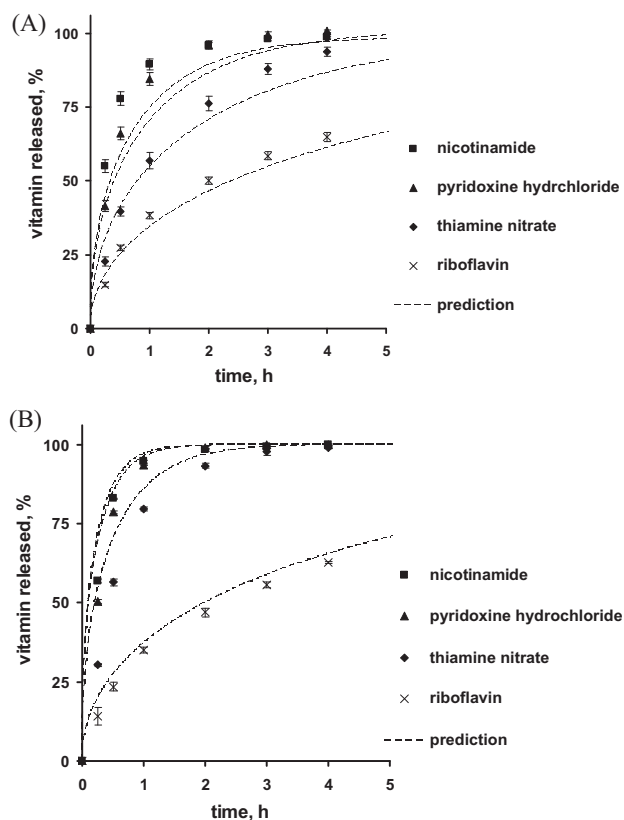 (A)
100
75
50
25
0
vitamin released, %
0 1 2 3 4 5
time, h
nicotinamide
pyridoxine hydrchloride
thiamine nitrate
riboflavin
prediction
(B)
100
75
50
25
0
vitamin released, %
0 1 2 3 4 5
time, h
nicotinamide
pyridoxine hydrochloride
thiamine nitrate
riboflavin
prediction